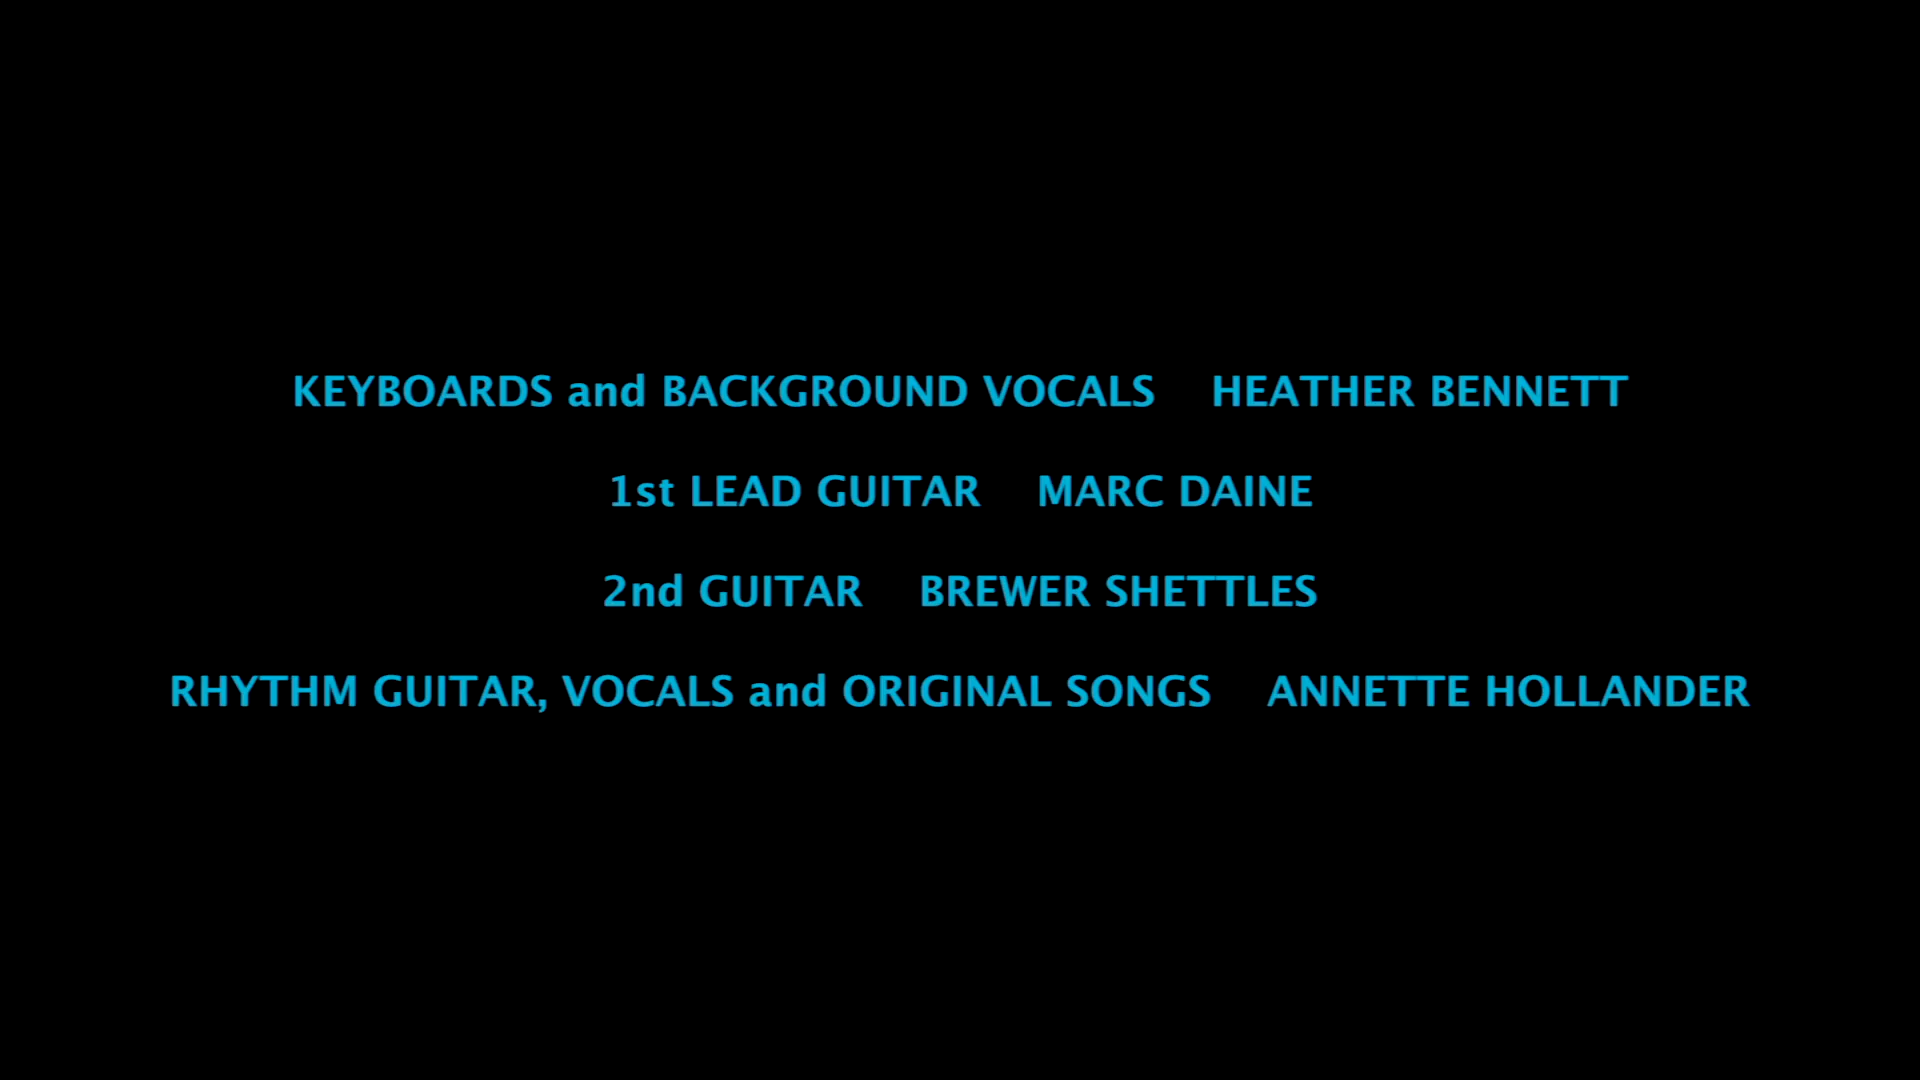 KEYBOARDS and BACKGROUND VOCALS HEATHER BENNETT
1st LEAD GUITAR MARC DAINE
2nd GUITAR BREWER SHETTLES
RHYTHM GUITAR, VOCALS and ORIGINAL SONGS ANNETTE HOLLANDER